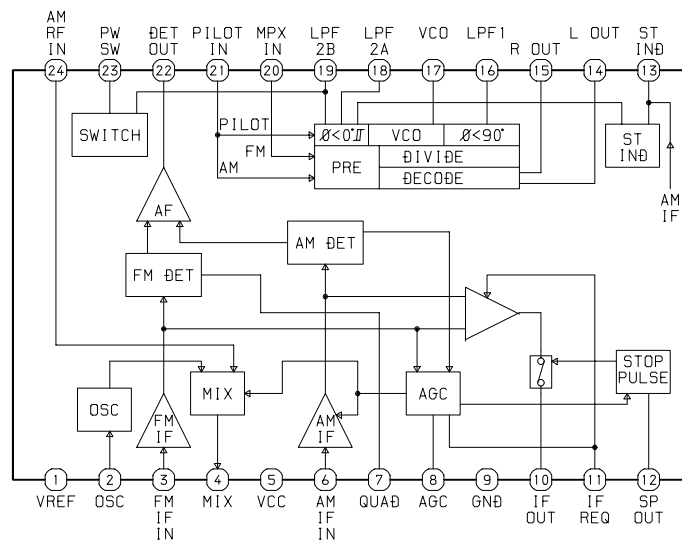 AM RF IN
PW SW
DET OUT
PILOT IN
MPX IN
LPF 2B
LPF 2A
VCO
LPF1
R OUT
L OUT
ST IND
24
23
22
21
20
19
18
17
16
15
14
13
SWITCH
PILOT
FM
AM
Ø<0°Л
VCO
Ø<90°
PRE
DIVIDE
DECODE
ST IND
AM IF
AF
AM DET
FM DET
OSC
FM IF
MIX
AM IF
AGC
STOP PULSE
1
2
3
4
5
6
7
8
9
10
11
12
VREF
OSC
FM IF IN
MIX
VCC
AM IF IN
QUAD
AGC
GND
IF OUT
IF REQ
SP OUT